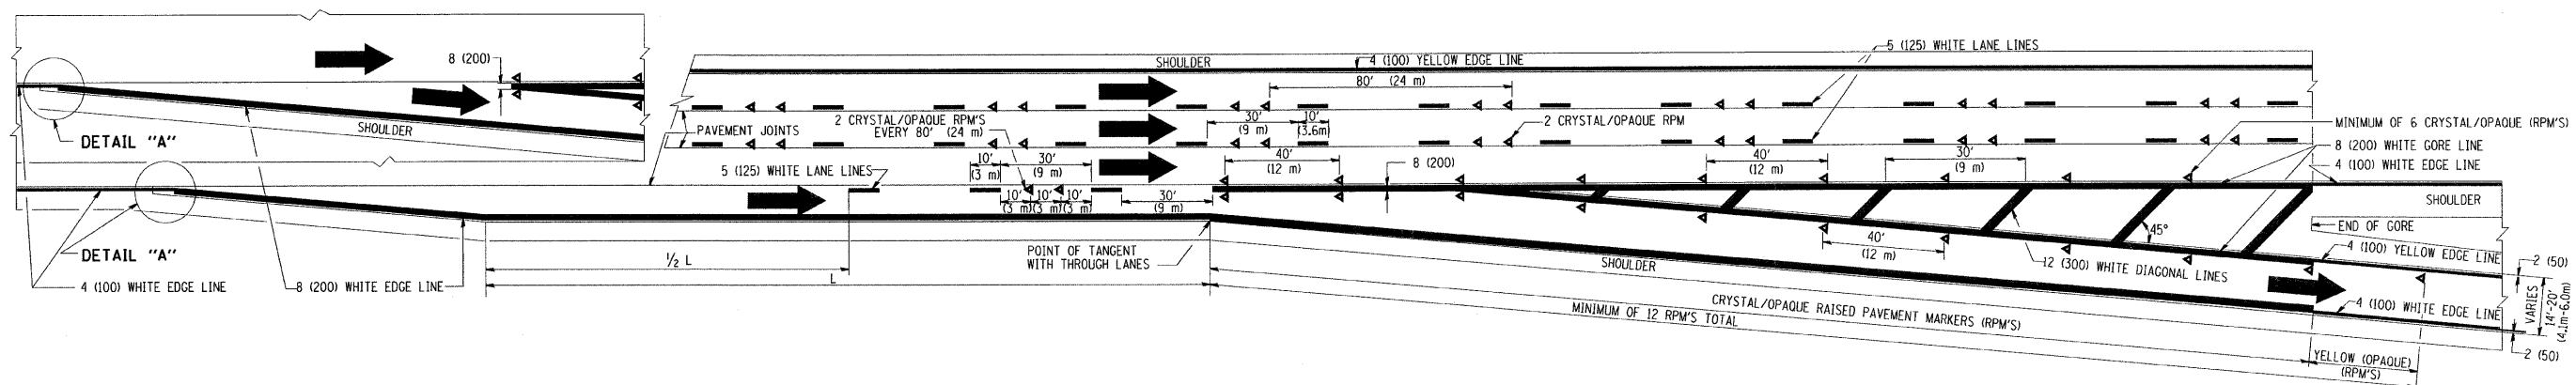 8 (200)
DETAIL "A"
SHOULDER
DETAIL "A"
4 (100) WHITE EDGE LINE
8 (200) WHITE EDGE LINE
SHOULDER
4 (100) YELLOW EDGE LINE
5 (125) WHITE LANE LINES
80' (24 m)
PAVEMENT JOINTS
2 CRYSTAL/OPAQUE RPM'S
EVERY 80' (24 m)
30'
(9 m)
10'
(3.6m)
2 CRYSTAL/OPAQUE RPM
MINIMUM OF 6 CRYSTAL/OPAQUE (RPM'S)
8 (200) WHITE GORE LINE
4 (100) WHITE EDGE LINE
5 (125) WHITE LANE LINES
10'
(3 m)
30'
(9 m)
10'
(3 m)
10'
(3 m)
10'
(3 m)
30'
(9 m)
40'
(12 m)
8 (200)
40'
(12 m)
30'
(9 m)
SHOULDER
END OF GORE
45°
40'
(12 m)
12 (300) WHITE DIAGONAL LINES
4 (100) YELLOW EDGE LINE
2 (50)
POINT OF TANGENT
WITH THROUGH LANES
½ L
L
SHOULDER
CRYSTAL/OPAQUE RAISED PAVEMENT MARKERS (RPM'S)
MINIMUM OF 12 RPM'S TOTAL
4 (100) WHITE EDGE LINE
VARIES
14'-20'
(4.1m-6.0m)
2 (50)
YELLOW (OPAQUE)
(RPM'S)